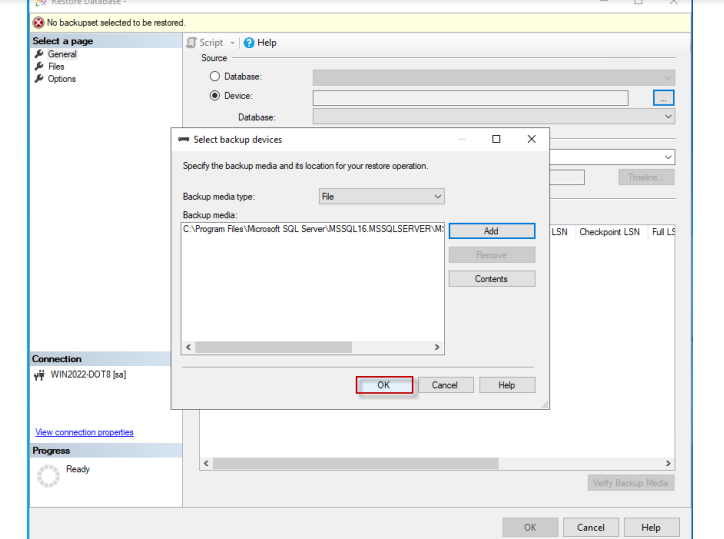 Restore Database -
No backupset selected to be restored.
Select a page
General
Files
Options
Script
Help
Source
Database:
Device:
...
Database:
Select backup devices
Specify the backup media and its location for your restore operation.
Backup media type:
File
Backup media:
C:\Program Files\Microsoft SQL Server\MSSQL16.MSSQLSERVER\MS
Add
Remove
Contents
OK
Cancel
Help
Timeline...
LSN
Checkpoint LSN
Full LS
Connection
WIN2022-DOT8 [sa]
View connection properties
Progress
Ready
Verify Backup Media
OK
Cancel
Help